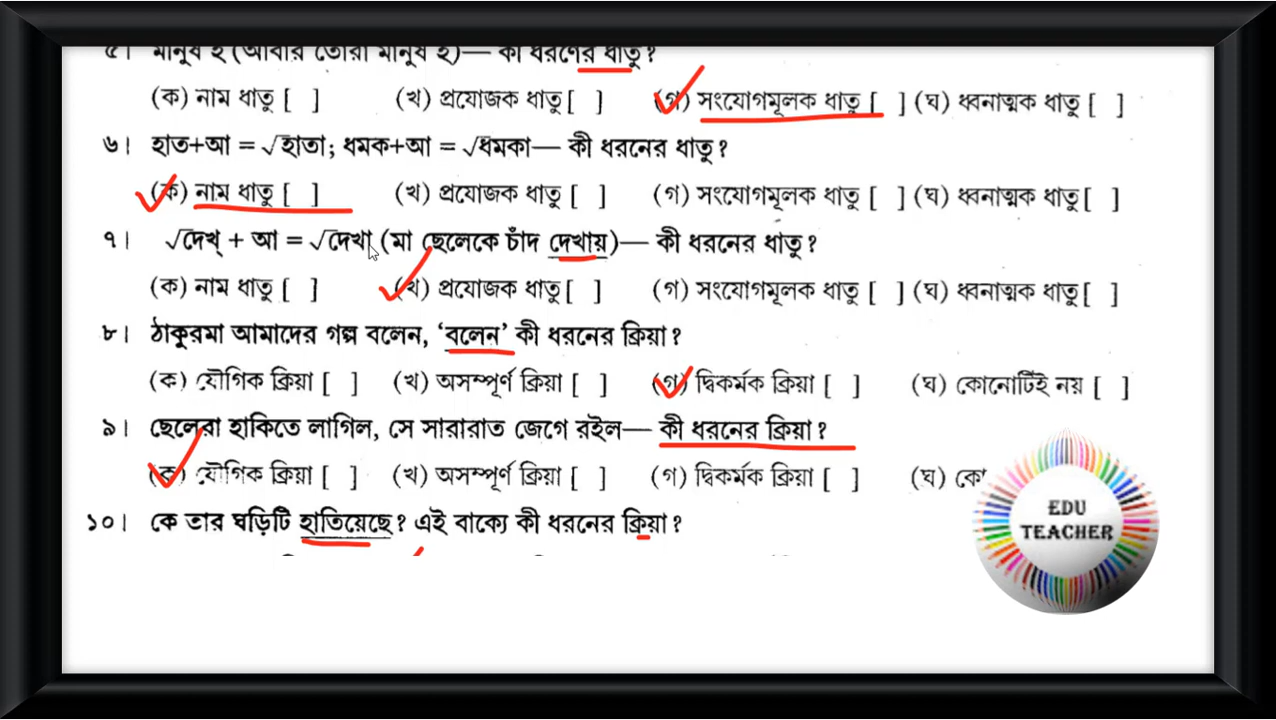 ৫। মানুষ হ (আবার তোরা মানুষ হ)— কী ধরণের ধাতু?
(ক) নাম ধাতু [ ] (খ) প্রযোজক ধাতু [ ] (গ) সংযোগমূলক ধাতু [ ] (ঘ) ধ্বনাত্মক ধাতু [ ]
৬। হাত+আ = √হাতা; ধমক+আ = √ধমকা— কী ধরনের ধাতু?
(ক) নাম ধাতু [ ] (খ) প্রযোজক ধাতু [ ] (গ) সংযোগমূলক ধাতু [ ] (ঘ) ধ্বনাত্মক ধাতু [ ]
৭। √দেখ্ + আ = √দেখা (মা ছেলেকে চাঁদ দেখায়)— কী ধরনের ধাতু?
(ক) নাম ধাতু [ ] (খ) প্রযোজক ধাতু [ ] (গ) সংযোগমূলক ধাতু [ ] (ঘ) ধ্বনাত্মক ধাতু [ ]
৮। ঠাকুরমা আমাদের গল্প বলেন, ‘বলেন’ কী ধরনের ক্রিয়া?
(ক) যৌগিক ক্রিয়া [ ] (খ) অসম্পূর্ণ ক্রিয়া [ ] (গ) দ্বিকর্মক ক্রিয়া [ ] (ঘ) কোনোটিই নয় [ ]
৯। ছেলেরা হাকিতে লাগিল, সে সারারাত জেগে রইল— কী ধরনের ক্রিয়া?
(ক) যৌগিক ক্রিয়া [ ] (খ) অসম্পূর্ণ ক্রিয়া [ ] (গ) দ্বিকর্মক ক্রিয়া [ ] (ঘ)
১০। কে তার ঘড়িটি হাতিয়েছে? এই বাক্যে কী ধরনের ক্রিয়া?
EDU
TEACHER